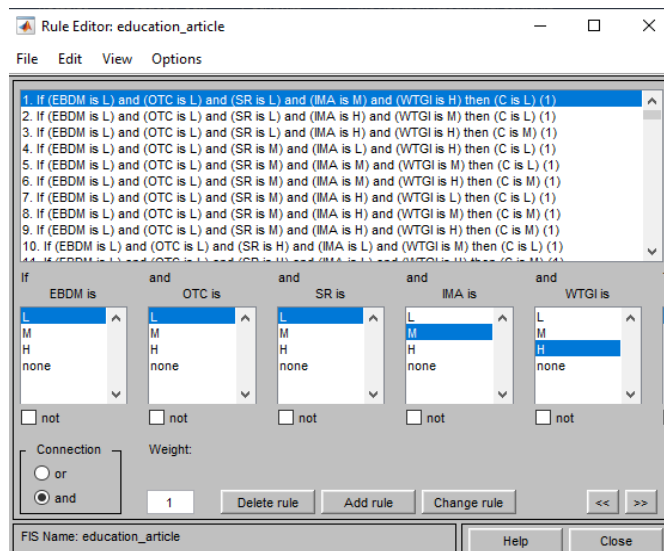 Rule Editor: education_article
File Edit View Options
1. If (EBDM is L) and (OTC is L) and (SR is L) and (IMA is M) and (WTGI is H) then (C is L) (1)
2. If (EBDM is L) and (OTC is L) and (SR is L) and (IMA is H) and (WTGI is M) then (C is L) (1)
3. If (EBDM is L) and (OTC is L) and (SR is L) and (IMA is H) and (WTGI is H) then (C is M) (1)
4. If (EBDM is L) and (OTC is L) and (SR is M) and (IMA is L) and (WTGI is H) then (C is L) (1)
5. If (EBDM is L) and (OTC is L) and (SR is M) and (IMA is M) and (WTGI is M) then (C is L) (1)
6. If (EBDM is L) and (OTC is L) and (SR is M) and (IMA is M) and (WTGI is H) then (C is M) (1)
7. If (EBDM is L) and (OTC is L) and (SR is M) and (IMA is H) and (WTGI is L) then (C is L) (1)
8. If (EBDM is L) and (OTC is L) and (SR is M) and (IMA is H) and (WTGI is M) then (C is M) (1)
9. If (EBDM is L) and (OTC is L) and (SR is M) and (IMA is H) and (WTGI is H) then (C is M) (1)
10. If (EBDM is L) and (OTC is L) and (SR is H) and (IMA is L) and (WTGI is M) then (C is L) (1)
If and and and and
EBDM is OTC is SR is IMA is WTGI is
L L L L L
M M M M M
H H H H H
none none none none none
not not not not not
Connection Weight:
or
and 1 Delete rule Add rule Change rule << >>
FIS Name: education_article Help Close